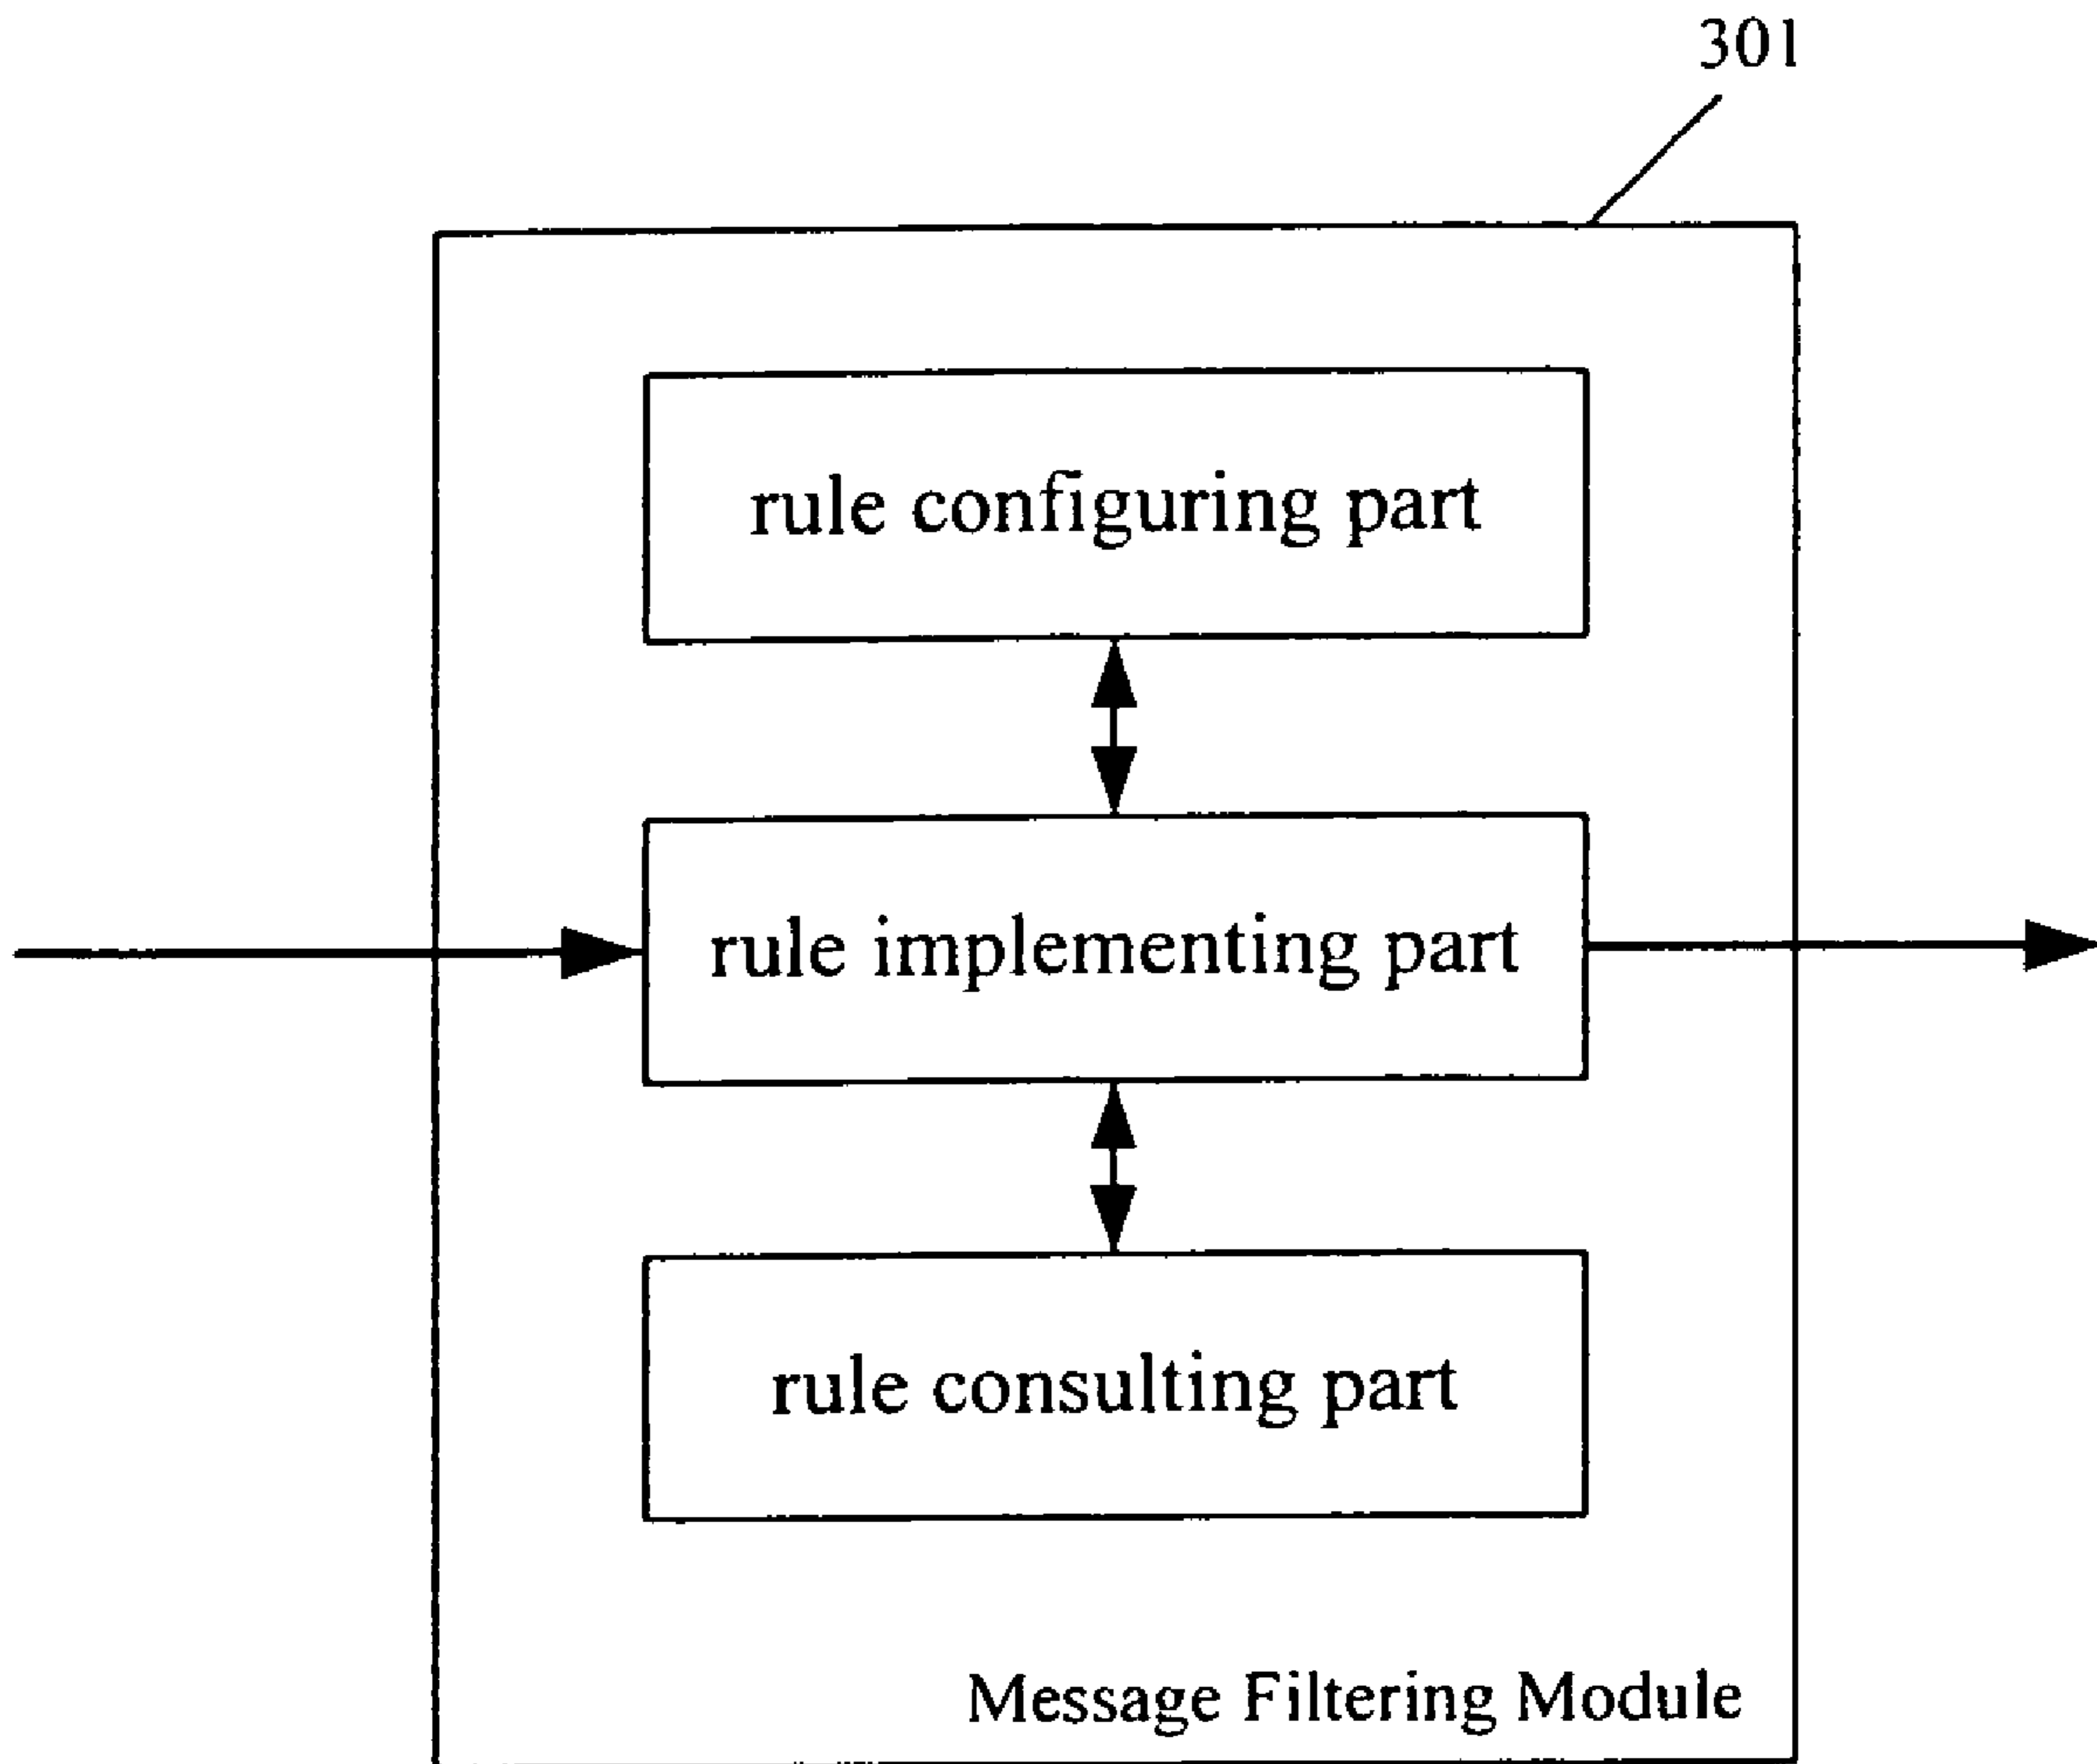 301
rule configuring part
rule implementing part
rule consulting part
Message Filtering Module